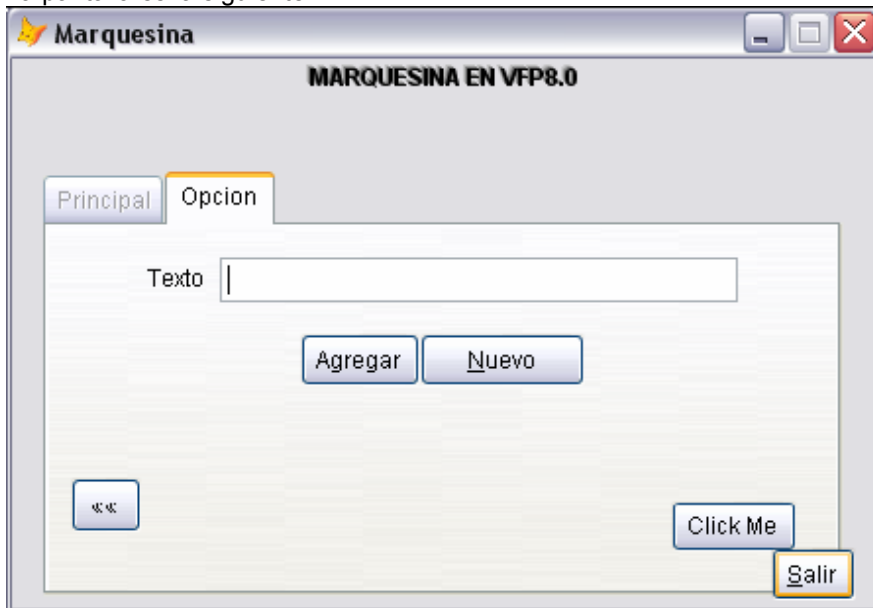 Marquesina
MARQUESINA EN VFP8.0
Principal Opcion
Texto
Agregar Nuevo
««
Click Me
Salir